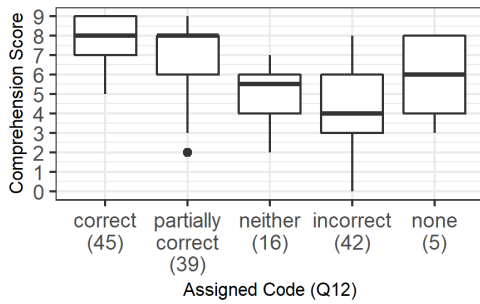 Comprehension Score
9
8
7
6
5
4
3
2
1
0
correct
(45)
partially
correct
(39)
neither
(16)
incorrect
(42)
none
(5)
Assigned Code (Q12)